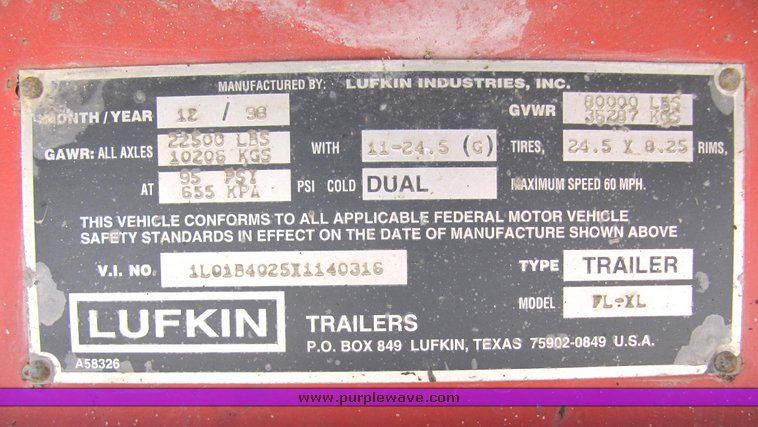 MANUFACTURED BY: LUFKIN INDUSTRIES, INC.
MONTH/YEAR 12 / 98 GVWR 80000 LBS 36287 KGS
GAWR: ALL AXLES 22500 LBS 10206 KGS WITH 11-24.5 (G) TIRES, 24.5 X 8.25 RIMS,
AT 95 PSY 655 KPA PSI COLD DUAL MAXIMUM SPEED 60 MPH.
THIS VEHICLE CONFORMS TO ALL APPLICABLE FEDERAL MOTOR VEHICLE
SAFETY STANDARDS IN EFFECT ON THE DATE OF MANUFACTURE SHOWN ABOVE
V.I. NO. 1L01B4025X1140316 TYPE TRAILER
MODEL FL-XL
LUFKIN TRAILERS
P.O. BOX 849 LUFKIN, TEXAS 75902-0849 U.S.A.
A58326
www.purplewave.com